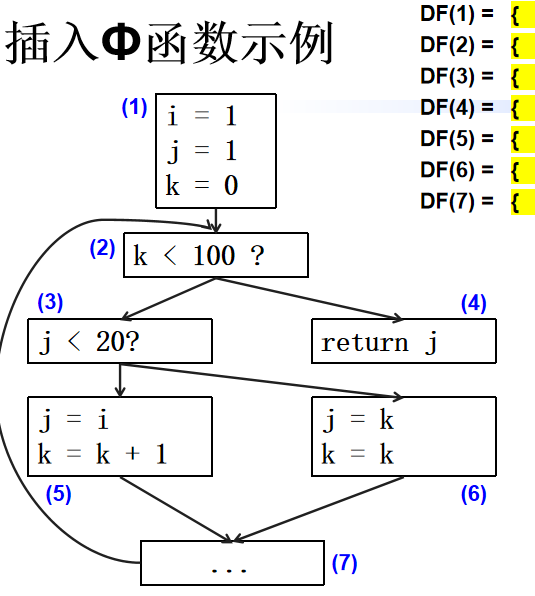 插入Φ函数示例
DF(1) = {
DF(2) = {
DF(3) = {
DF(4) = {
DF(5) = {
DF(6) = {
DF(7) = {
(1)
i = 1
j = 1
k = 0
(2)
k < 100 ?
(3)
j < 20?
(4)
return j
j = i
k = k + 1
(5)
j = k
k = k
(6)
...
(7)